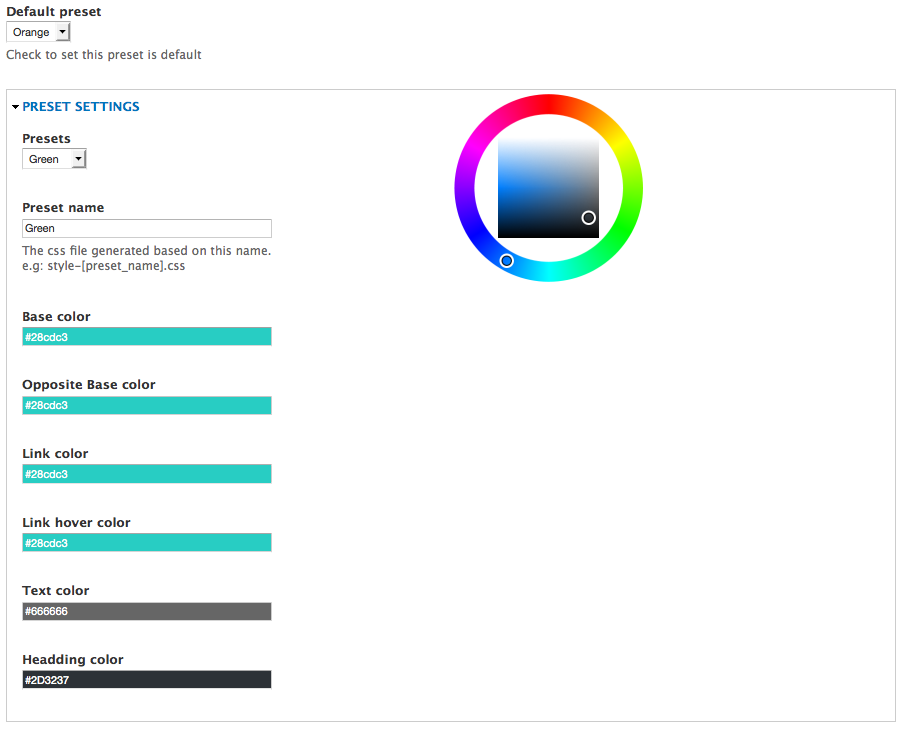 Default preset
Orange
Check to set this preset is default
PRESET SETTINGS
Presets
Green
Preset name
Green
The css file generated based on this name.
e.g: style-[preset_name].css
Base color
#28cdc3
Opposite Base color
#28cdc3
Link color
#28cdc3
Link hover color
#28cdc3
Text color
#666666
Headding color
#2D3237